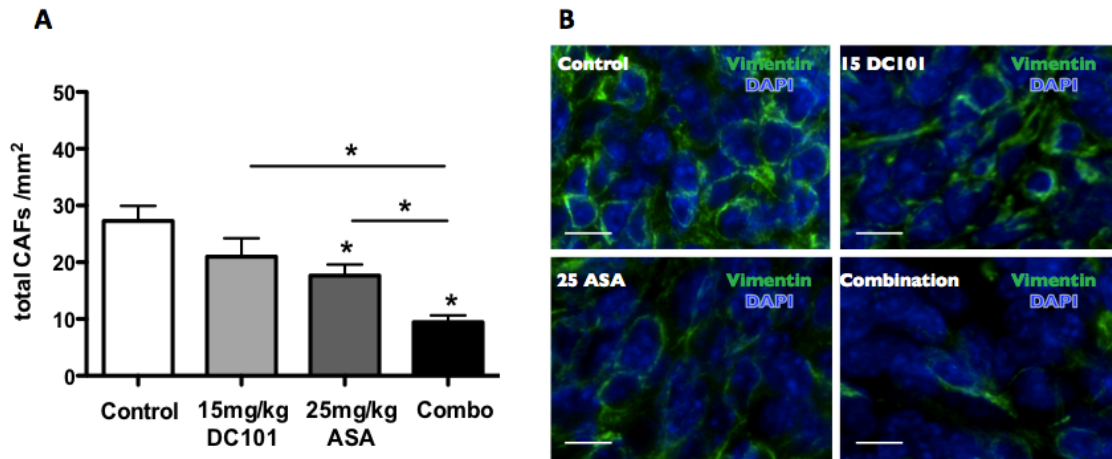 A
total CAFs /mm²
50
40
30
20
10
0
*
*
*
*
Control
15mg/kg
DC101
25mg/kg
ASA
Combo
B
Control
Vimentin
DAPI
15 DC101
Vimentin
DAPI
25 ASA
Vimentin
DAPI
Combination
Vimentin
DAPI